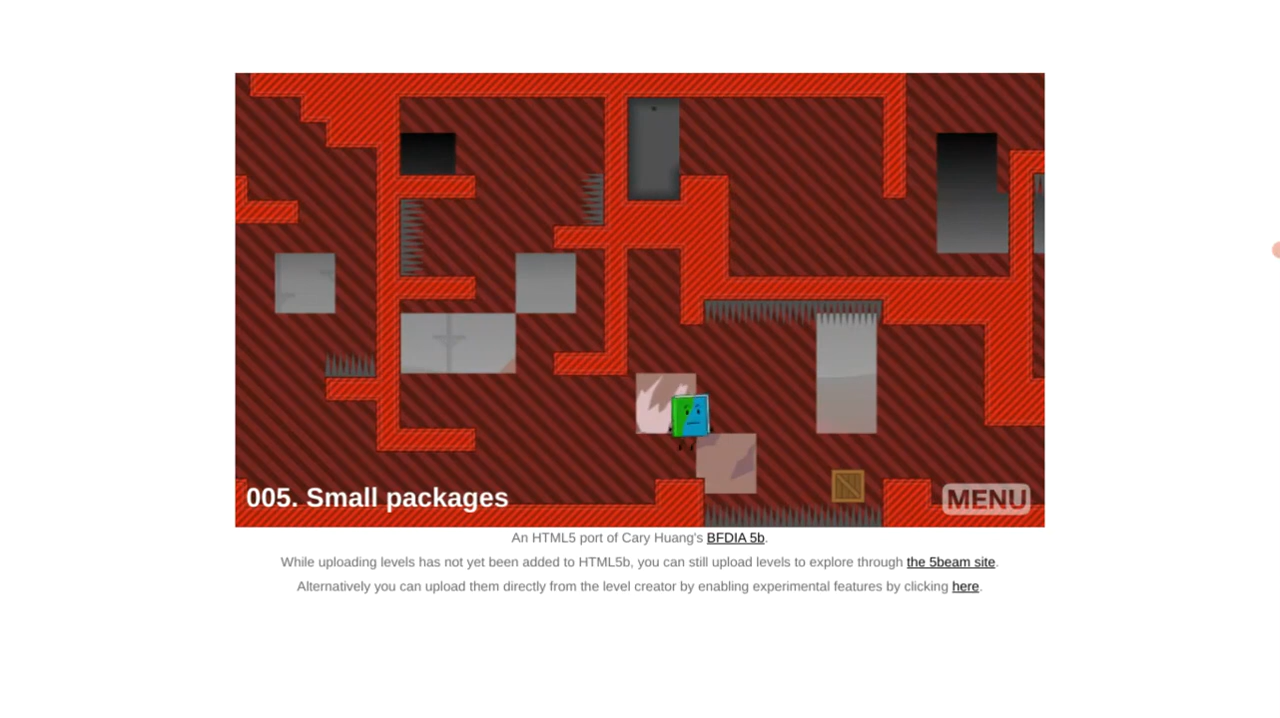 005. Small packages
MENU
An HTML5 port of Cary Huang's BFDIA 5b.
While uploading levels has not yet been added to HTML5b, you can still upload levels to explore through the 5beam site.
Alternatively you can upload them directly from the level creator by enabling experimental features by clicking here.